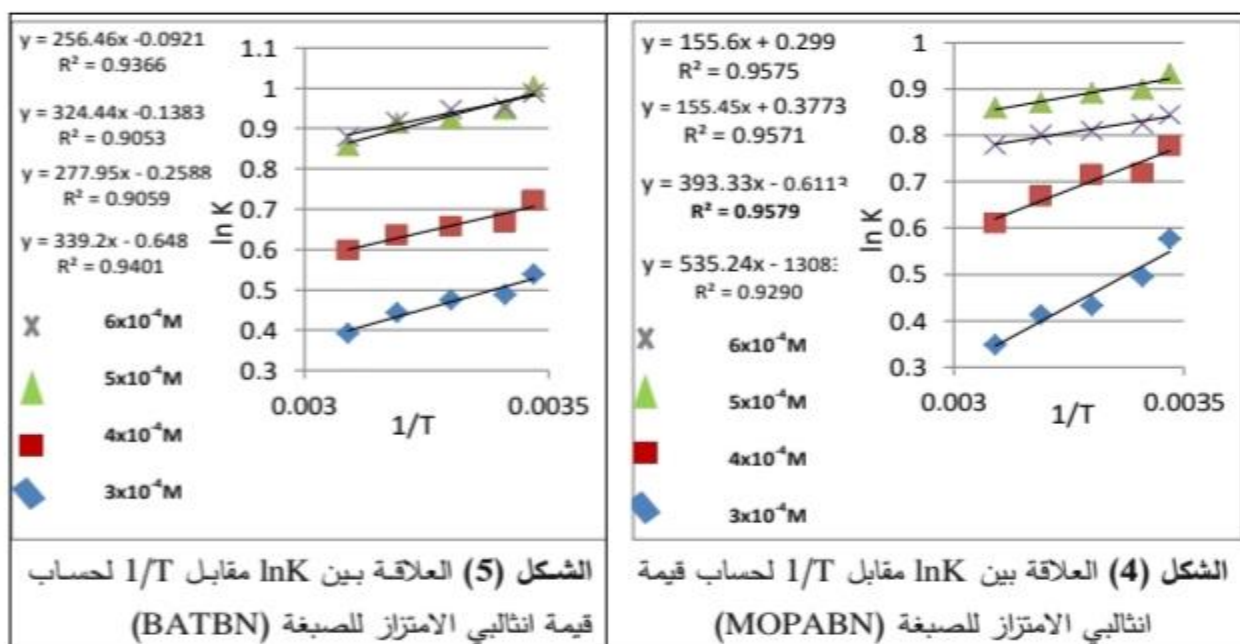 y = 256.46x -0.0921
R² = 0.9366
y = 324.44x -0.1383
R² = 0.9053
y = 277.95x - 0.2588
R² = 0.9059
y = 339.2x - 0.648
R² = 0.9401
6x10⁻⁴M
5x10⁻⁴M
4x10⁻⁴M
3x10⁻⁴M
ln K
1.1
1
0.9
0.8
0.7
0.6
0.5
0.4
0.3
0.003
0.0035
1/T
الشكل (5) العلاقة بين lnK مقابل 1/T لحساب
قيمة انثالبي الامتزاز للصبغة (BATBN)
y = 155.6x + 0.299
R² = 0.9575
y = 155.45x + 0.3773
R² = 0.9571
y = 393.33x - 0.611
R² = 0.9579
y = 535.24x - 1308
R² = 0.9290
6x10⁻⁴M
5x10⁻⁴M
4x10⁻⁴M
3x10⁻⁴M
ln K
1
0.9
0.8
0.7
0.6
0.5
0.4
0.3
0.003
0.0035
1/T
الشكل (4) العلاقة بين lnK مقابل 1/T لحساب قيمة
انثالبي الامتزاز للصبغة (MOPABN)